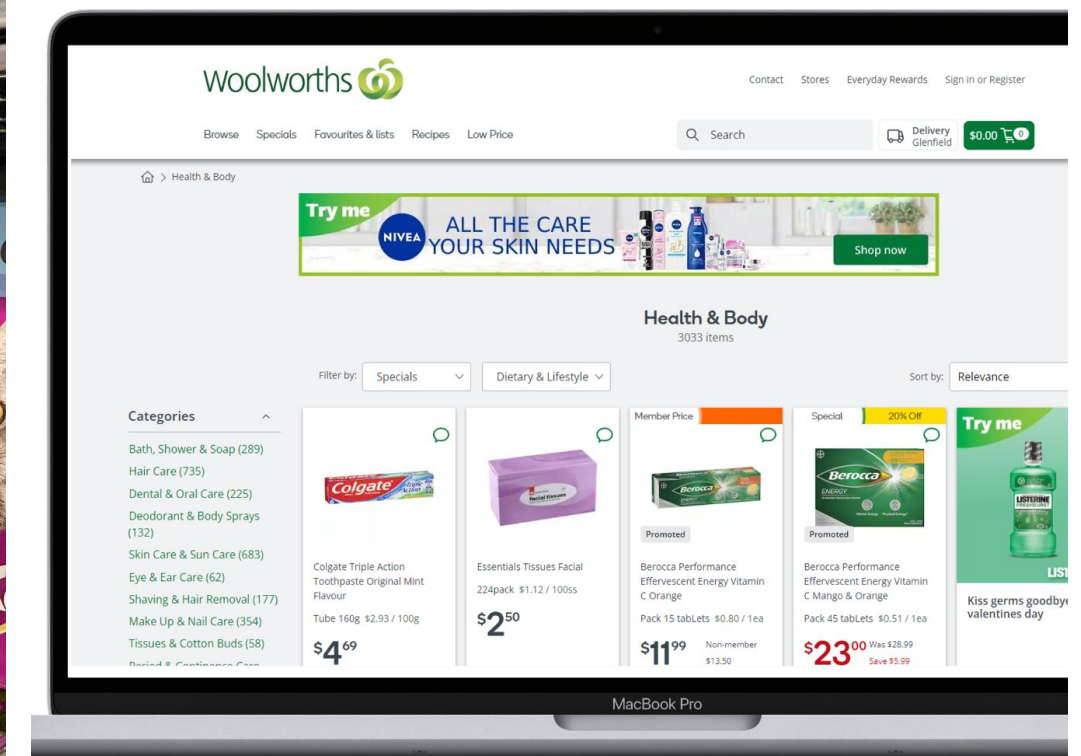 Woolworths
Contact Stores Everyday Rewards Sign in or Register
Browse Specials Favourites & lists Recipes Low Price
Search
Delivery
Glenfield
$0.00 0
> Health & Body
Try me
NIVEA
ALL THE CARE
YOUR SKIN NEEDS
Shop now
Health & Body
3033 items
Filter by: Specials Dietary & Lifestyle
Sort by: Relevance
Categories
Bath, Shower & Soap (289)
Hair Care (735)
Dental & Oral Care (225)
Deodorant & Body Sprays
(132)
Skin Care & Sun Care (683)
Eye & Ear Care (62)
Shaving & Hair Removal (177)
Make Up & Nail Care (354)
Tissues & Cotton Buds (58)
Period & Continence Care
Colgate Triple Action
Colgate Triple Action
Toothpaste Original Mint
Flavour
Tube 160g $2.93 / 100g
$4 69
facial tissues
Essentials Tissues Facial
224pack $1.12 / 100ss
$2 50
Member Price
Berocca
Promoted
Berocca Performance
Effervescent Energy Vitamin
C Orange
Pack 15 tabLets $0.80 / 1ea
$11 99 Non-member
$13.50
Special 20% Off
Berocca
ENERGY
Promoted
Berocca Performance
Effervescent Energy Vitamin
C Mango & Orange
Pack 45 tabLets $0.51 / 1ea
$23 00 Was $28.99
Save $5.99
Try me
LISTERINE
LIST
Kiss germs goodbye
valentines day
MacBook Pro